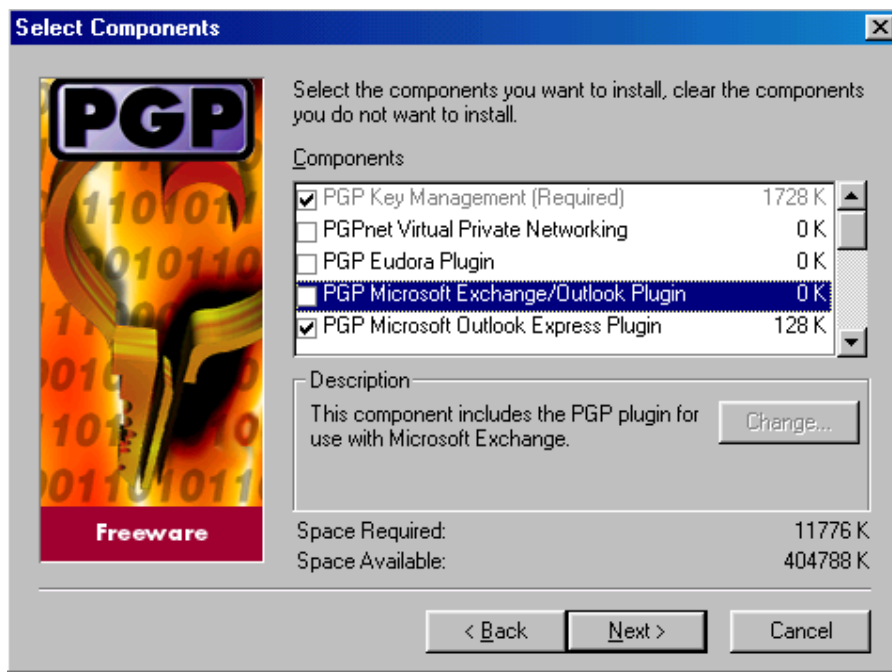 Select Components
PGP
Select the components you want to install, clear the components
you do not want to install.
Components
PGP Key Management (Required) 1728 K
PGPnet Virtual Private Networking 0 K
PGP Eudora Plugin 0 K
PGP Microsoft Exchange/Outlook Plugin 0 K
PGP Microsoft Outlook Express Plugin 128 K
Description
This component includes the PGP plugin for
use with Microsoft Exchange.
Change...
Freeware
Space Required: 11776 K
Space Available: 404788 K
< Back
Next >
Cancel